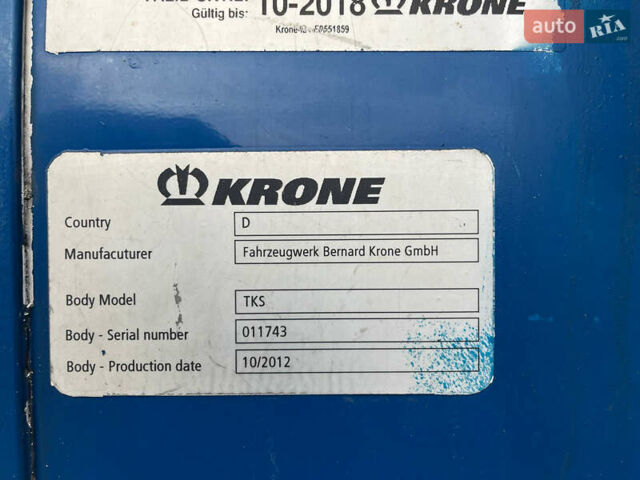 Gültig bis: 10-2018 KRONE
auto RIA .com
KRONE
Country D
Manufacuturer Fahrzeugwerk Bernard Krone GmbH
Body Model TKS
Body - Serial number 011743
Body - Production date 10/2012